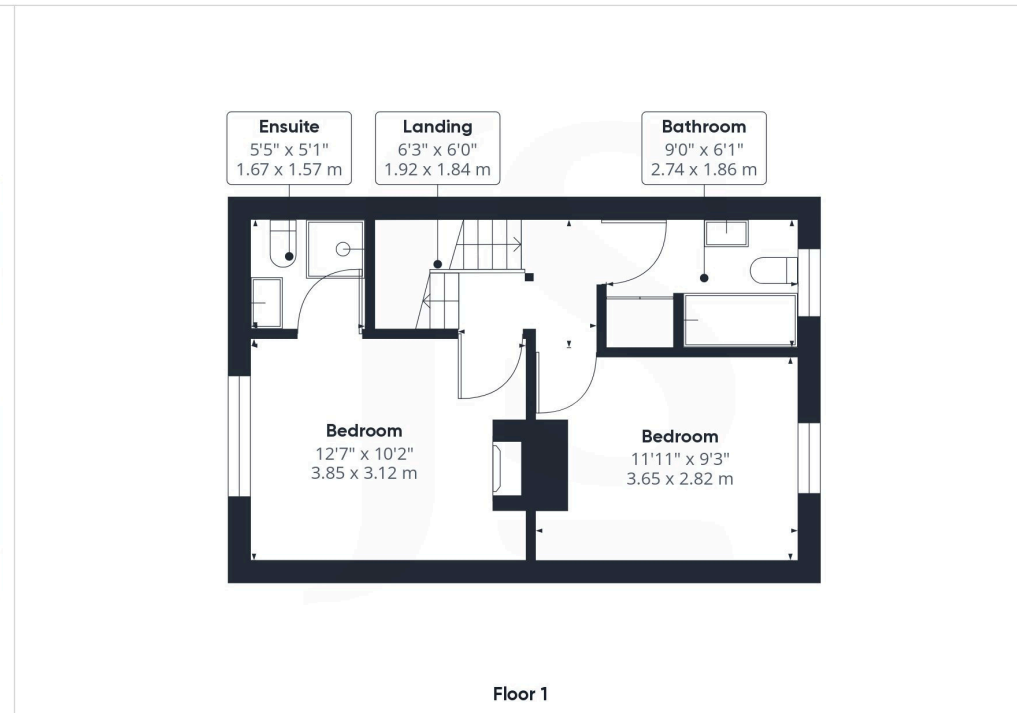 Ensuite
5'5" x 5'1"
1.67 x 1.57 m
Landing
6'3" x 6'0"
1.92 x 1.84 m
Bathroom
9'0" x 6'1"
2.74 x 1.86 m
Bedroom
12'7" x 10'2"
3.85 x 3.12 m
Bedroom
11'11" x 9'3"
3.65 x 2.82 m
Floor 1